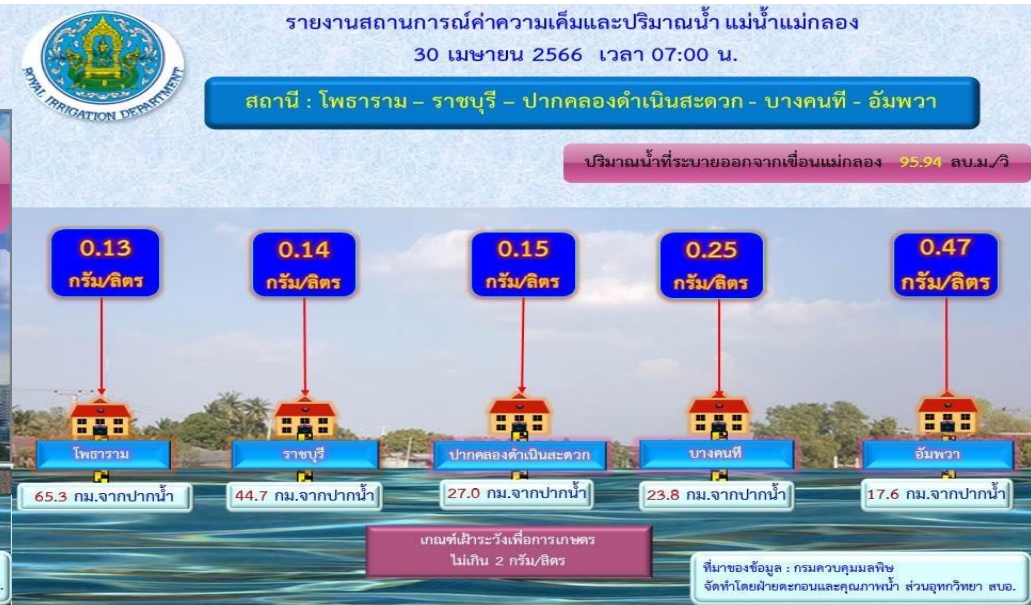 รายงานสถานการณ์ค่าความเค็มและปริมาณน้ำ แม่น้ำแม่กลอง
30 เมษายน 2566 เวลา 07:00 น.
ROYAL IRRIGATION DEPARTMENT
สถานี : โพธาราม – ราชบุรี – ปากคลองดำเนินสะดวก - บางคนที - อัมพวา
ปริมาณน้ำที่ระบายออกจากเขื่อนแม่กลอง 95.94 ลบ.ม./วิ
0.13
กรัม/ลิตร
0.14
กรัม/ลิตร
0.15
กรัม/ลิตร
0.25
กรัม/ลิตร
0.47
กรัม/ลิตร
โพธาราม
ราชบุรี
ปากคลองดำเนินสะดวก
บางคนที
อัมพวา
65.3 กม.จากปากน้ำ
44.7 กม.จากปากน้ำ
27.0 กม.จากปากน้ำ
23.8 กม.จากปากน้ำ
17.6 กม.จากปากน้ำ
เกณฑ์เฝ้าระวังเพื่อการเกษตร
ไม่เกิน 2 กรัม/ลิตร
ที่มาของข้อมูล : กรมควบคุมมลพิษ
จัดทำโดยฝ่ายตะกอนและคุณภาพน้ำ ส่วนอุทกวิทยา สบอ.